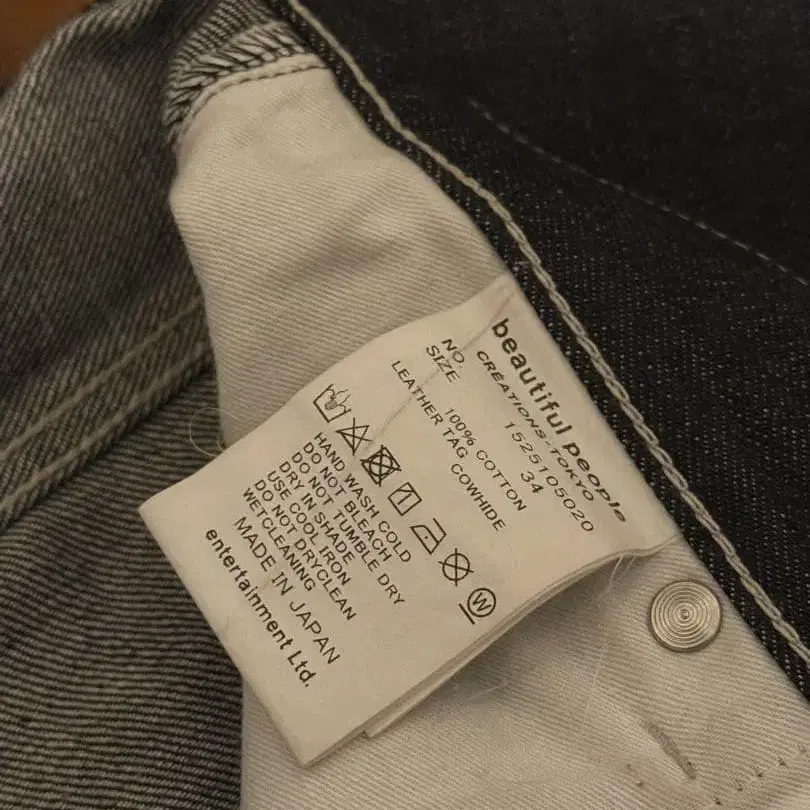 beautiful people
CRÉATIONS-TOKYO
NO. 1525105020
SIZE 34
100% COTTON
LEATHER TAG COWHIDE
W
HAND WASH COLD
DO NOT BLEACH
DO NOT TUMBLE DRY
DRY IN SHADE
USE COOL IRON
DO NOT DRYCLEAN
WETCLEANING
MADE IN JAPAN
entertainment Ltd.